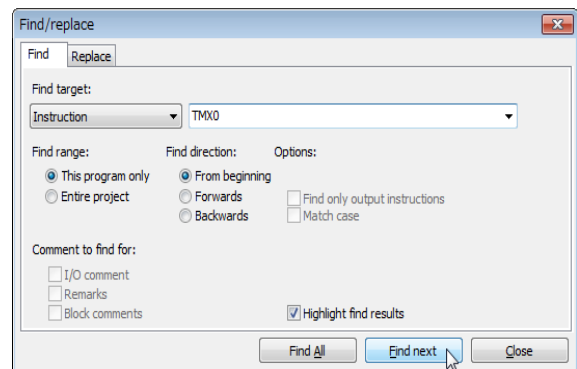 Find/replace
Find Replace
Find target:
Instruction TMX0
Find range: Find direction: Options:
This program only From beginning
Entire project Forwards Find only output instructions
Backwards Match case
Comment to find for:
I/O comment
Remarks
Block comments Highlight find results
Find All Find next Close